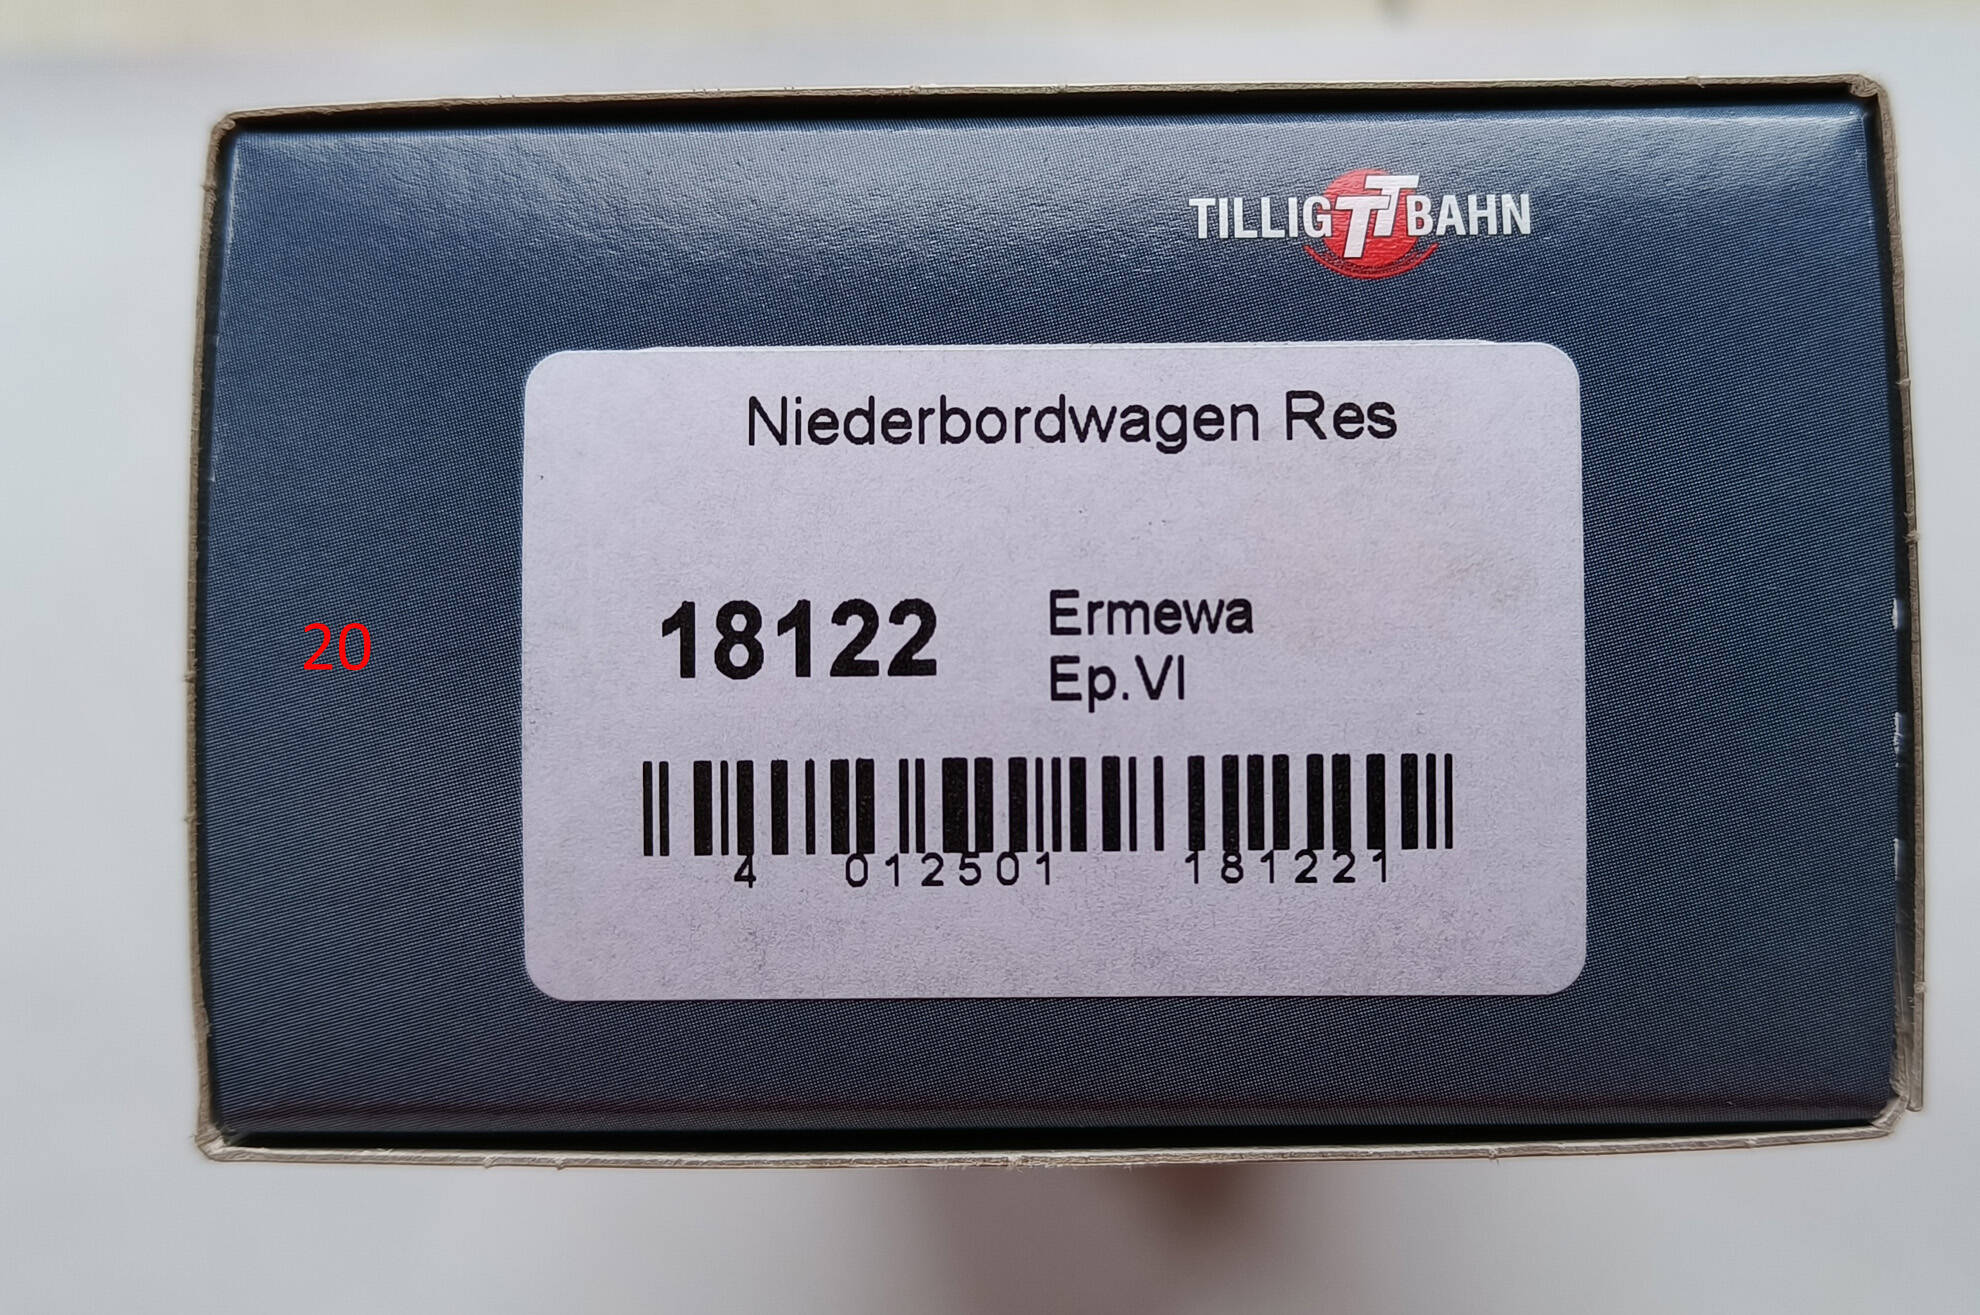 TILLIG TT BAHN
Niederbordwagen Res
18122
Ermewa
Ep.VI
20
4 012501 181221